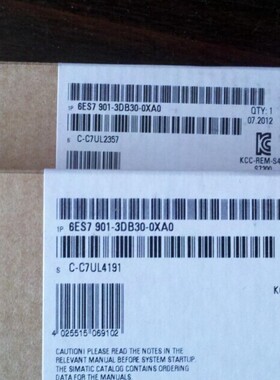 1P 6ES7 901-3DB30-0XA0
QTY: 1
07.2012
S C-C7UL2357
KCC-REM-S4
1P 6ES7 901-3DB30-0XA0
S C-C7UL4191
4 025515 069102
CAUTION! PLEASE READ THE NOTES IN THE
RELEVANT MANUAL BEFORE SYSTEM STARTUP.
THE SIMATIC CATALOG CONTAINS ORDERING
DATA FOR THE MANUALS.